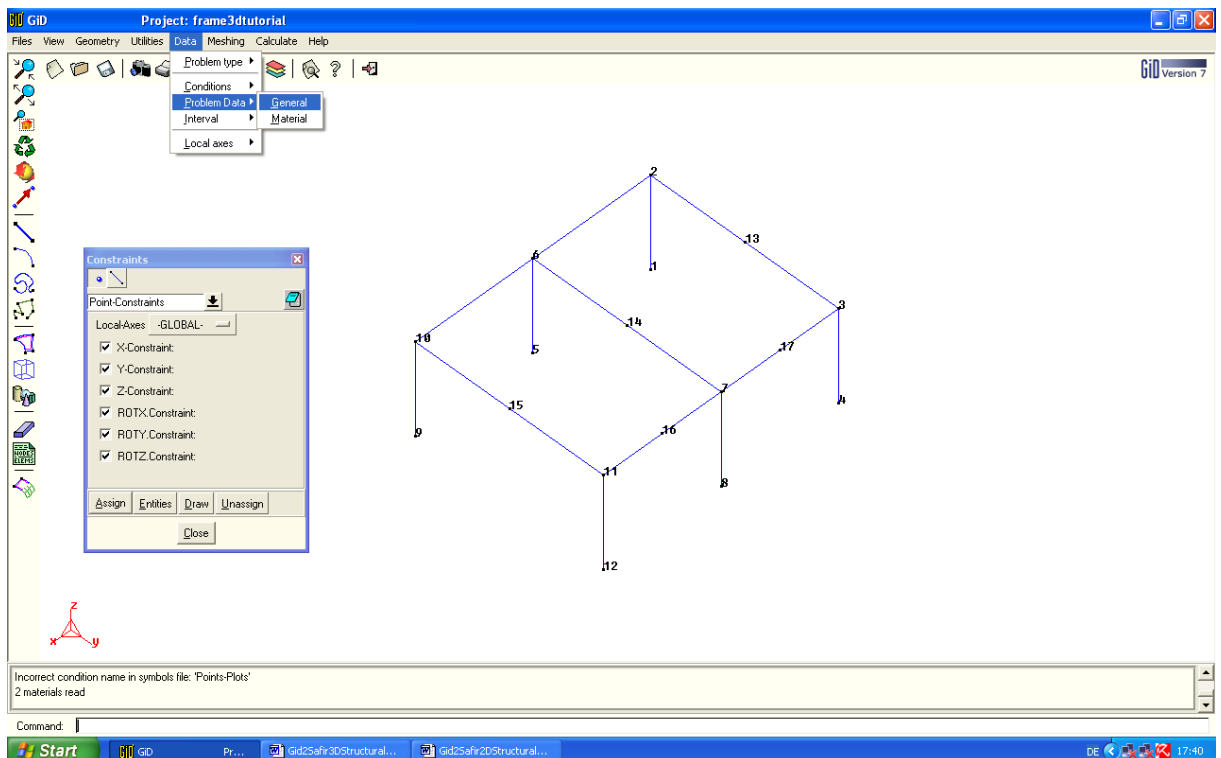 GiD Project: frame3dtutorial
Files View Geometry Utilities Data Meshing Calculate Help
Problem type
Conditions
Problem Data
Interval
Local axes
General
Material
GiD Version 7
2
13
1
6
3
14
10
5
17
7
15
4
9
16
11
8
12
Constraints
Point-Constraints
Local-Axes -GLOBAL-
X-Constraint:
Y-Constraint:
Z-Constraint:
ROTX.Constraint:
ROTY.Constraint:
ROTZ.Constraint:
Assign Entities Draw Unassign
Close
z
x y
Incorrect condition name in symbols file: 'Points-Plots'
2 materials read
Command:
Start GiD Pr... Gid2Safir3DStructural... Gid2Safir2DStructural... DE 17:40